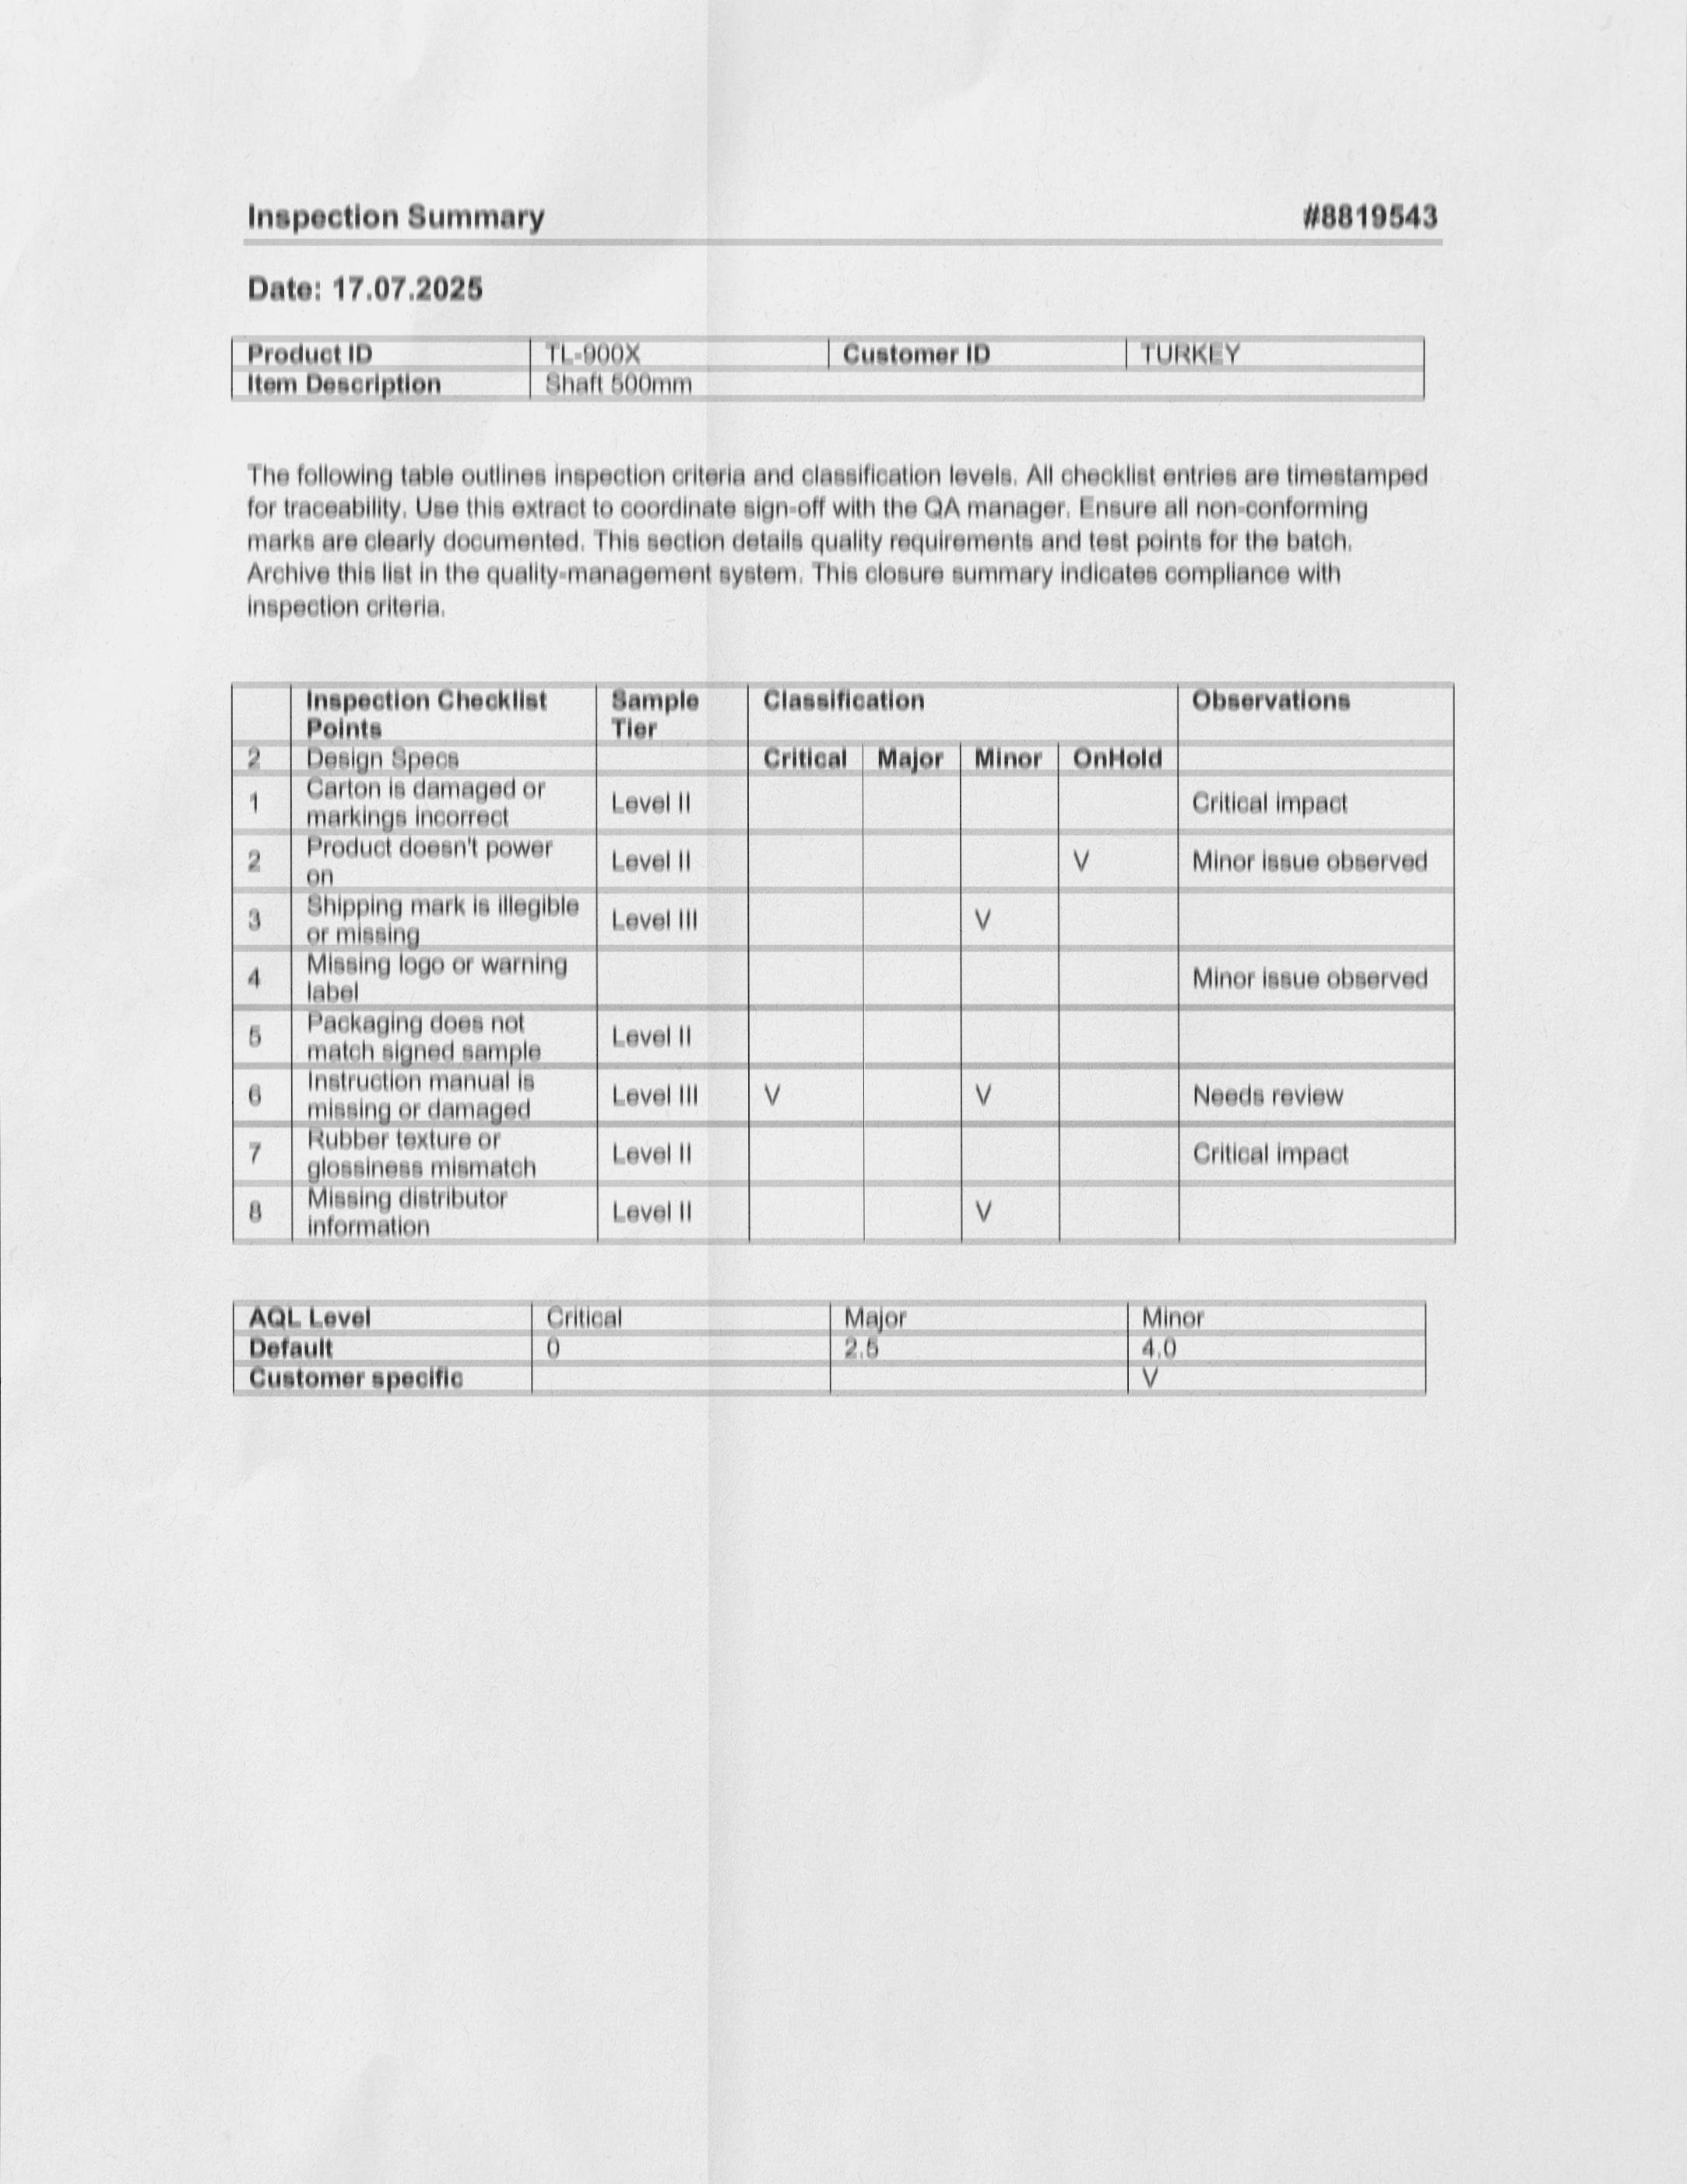 Inspection Summary #8819543
Date: 17.07.2025
Product ID TL-900X Customer ID TURKEY
Item Description Shaft 500mm
The following table outlines inspection criteria and classification levels. All checklist entries are timestamped
for traceability. Use this extract to coordinate sign-off with the QA manager. Ensure all non-conforming
marks are clearly documented. This section details quality requirements and test points for the batch.
Archive this list in the quality-management system. This closure summary indicates compliance with
inspection criteria.
Inspection Checklist Sample Classification Observations
Points Tier
2 Design Specs Critical Major Minor OnHold
Carton is damaged or
1 Level II Critical impact
markings incorrect
Product doesn't power
2 Level II V Minor issue observed
on
Shipping mark is illegible
3 Level III V
or missing
Missing logo or warning
4 Minor issue observed
label
Packaging does not
5 Level II
match signed sample
Instruction manual is
6 Level III V V Needs review
missing or damaged
Rubber texture or
7 Level II Critical impact
glossiness mismatch
Missing distributor
8 Level II V
information
AQL Level Critical Major Minor
Default 0 2.5 4.0
Customer specific V